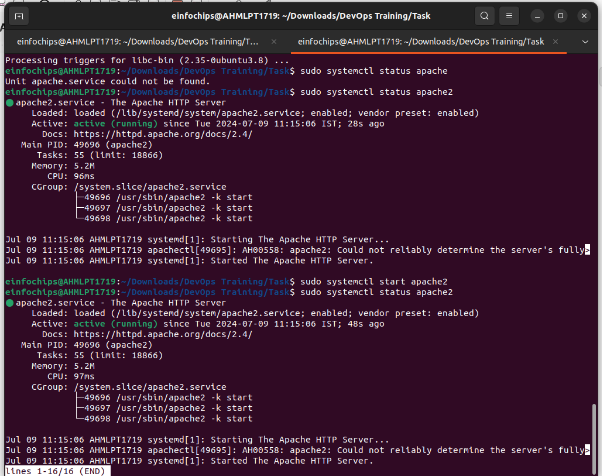 einfochips@AHMLPT1719: ~/Downloads/DevOps Training/Task
einfochips@AHMLPT1719: ~/Downloads/DevOps Training/T...
einfochips@AHMLPT1719: ~/Downloads/DevOps Training/Task
Processing triggers for libc-bin (2.35-0ubuntu3.8) ...
einfochips@AHMLPT1719:~/Downloads/DevOps Training/Task$ sudo systemctl status apache
Unit apache.service could not be found.
einfochips@AHMLPT1719:~/Downloads/DevOps Training/Task$ sudo systemctl status apache2
● apache2.service - The Apache HTTP Server
Loaded: loaded (/lib/systemd/system/apache2.service; enabled; vendor preset: enabled)
Active: active (running) since Tue 2024-07-09 11:15:06 IST; 28s ago
Docs: https://httpd.apache.org/docs/2.4/
Main PID: 49696 (apache2)
Tasks: 55 (limit: 18866)
Memory: 5.2M
CPU: 96ms
CGroup: /system.slice/apache2.service
├─49696 /usr/sbin/apache2 -k start
├─49697 /usr/sbin/apache2 -k start
└─49698 /usr/sbin/apache2 -k start
Jul 09 11:15:06 AHMLPT1719 systemd[1]: Starting The Apache HTTP Server...
Jul 09 11:15:06 AHMLPT1719 apachectl[49695]: AH00558: apache2: Could not reliably determine the server's fully>
Jul 09 11:15:06 AHMLPT1719 systemd[1]: Started The Apache HTTP Server.
einfochips@AHMLPT1719:~/Downloads/DevOps Training/Task$ sudo systemctl start apache2
einfochips@AHMLPT1719:~/Downloads/DevOps Training/Task$ sudo systemctl status apache2
● apache2.service - The Apache HTTP Server
Loaded: loaded (/lib/systemd/system/apache2.service; enabled; vendor preset: enabled)
Active: active (running) since Tue 2024-07-09 11:15:06 IST; 48s ago
Docs: https://httpd.apache.org/docs/2.4/
Main PID: 49696 (apache2)
Tasks: 55 (limit: 18866)
Memory: 5.2M
CPU: 97ms
CGroup: /system.slice/apache2.service
├─49696 /usr/sbin/apache2 -k start
├─49697 /usr/sbin/apache2 -k start
└─49698 /usr/sbin/apache2 -k start
Jul 09 11:15:06 AHMLPT1719 systemd[1]: Starting The Apache HTTP Server...
Jul 09 11:15:06 AHMLPT1719 apachectl[49695]: AH00558: apache2: Could not reliably determine the server's fully>
Jul 09 11:15:06 AHMLPT1719 systemd[1]: Started The Apache HTTP Server.
lines 1-16/16 (END)